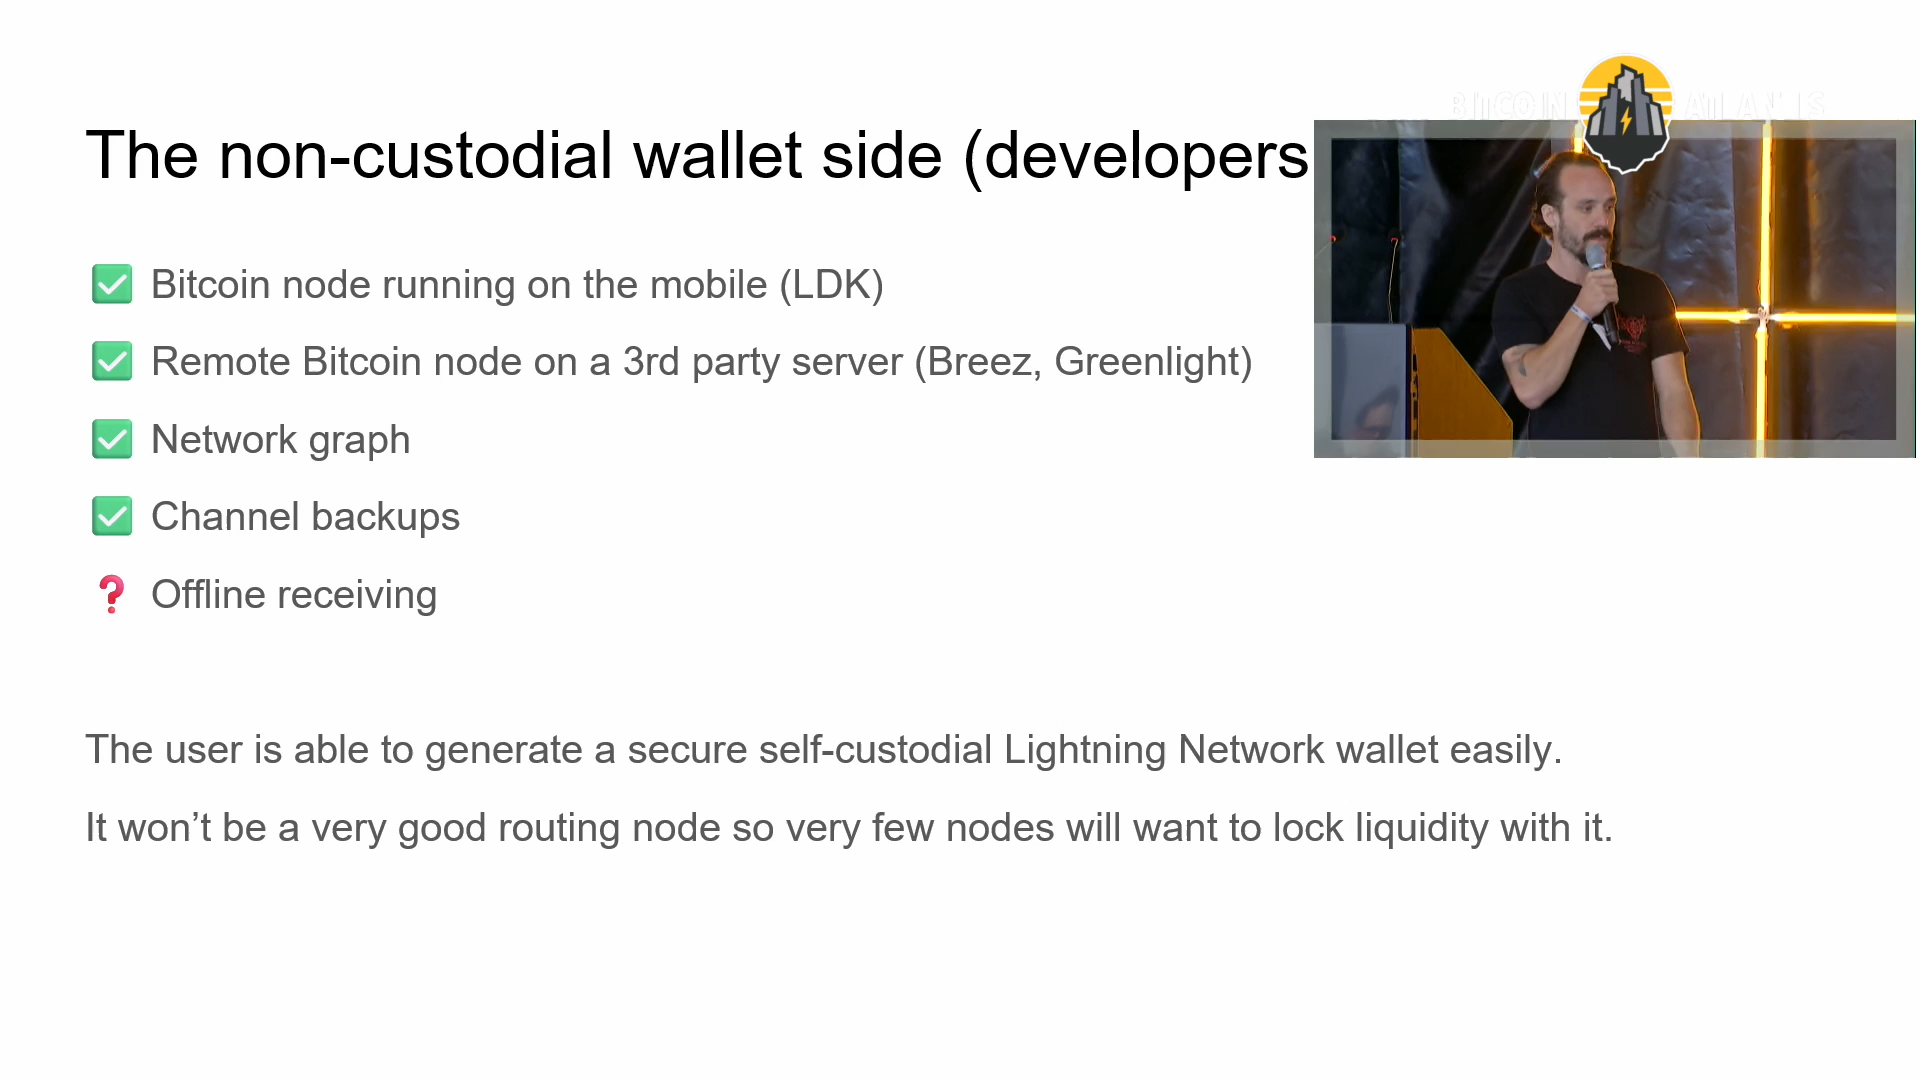 BITCOIN ATLANTIS
The non-custodial wallet side (developers
✅ Bitcoin node running on the mobile (LDK)
✅ Remote Bitcoin node on a 3rd party server (Breez, Greenlight)
✅ Network graph
✅ Channel backups
❓ Offline receiving
The user is able to generate a secure self-custodial Lightning Network wallet easily.
It won’t be a very good routing node so very few nodes will want to lock liquidity with it.